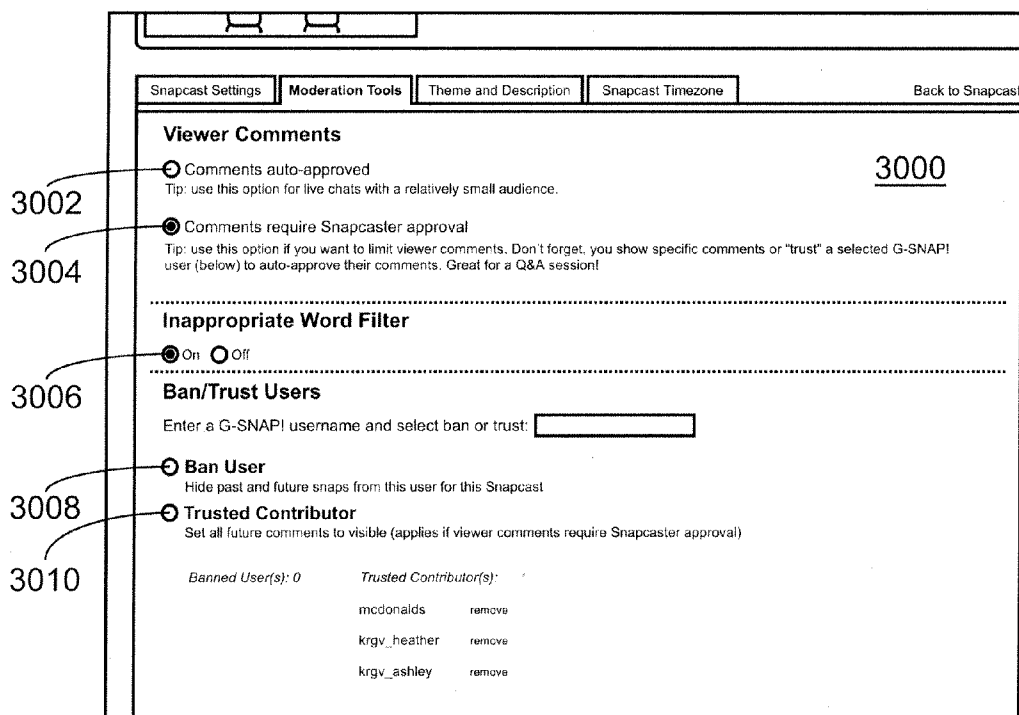 Snapcast Settings Moderation Tools Theme and Description Snapcast Timezone Back to Snapcast
Viewer Comments
3000
Comments auto-approved
Tip: use this option for live chats with a relatively small audience.
3002
Comments require Snapcaster approval
Tip: use this option if you want to limit viewer comments. Don't forget, you show specific comments or "trust" a selected G-SNAP!
user (below) to auto-approve their comments. Great for a Q&A session!
3004
Inappropriate Word Filter
On Off
3006
Ban/Trust Users
Enter a G-SNAP! username and select ban or trust:
Ban User
Hide past and future snaps from this user for this Snapcast
3008
Trusted Contributor
Set all future comments to visible (applies if viewer comments require Snapcaster approval)
3010
Banned User(s): 0 Trusted Contributor(s):
mcdonalds remove
krgv_heather remove
krgv_ashley remove